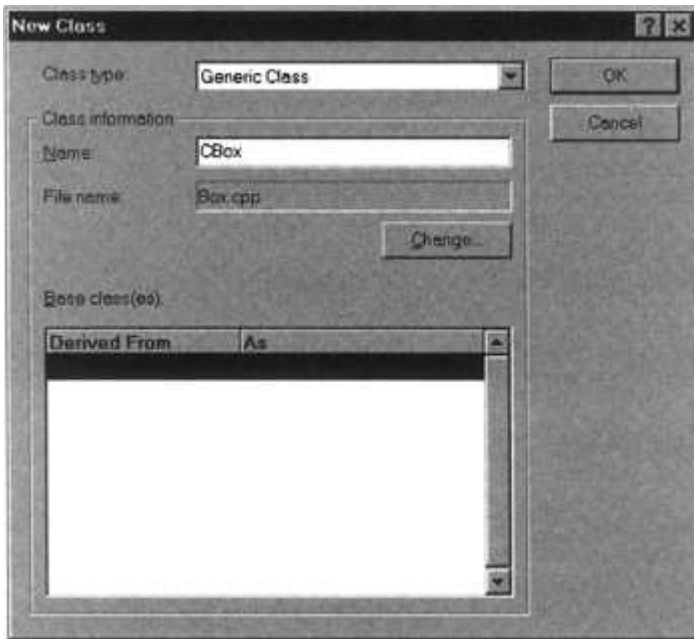 New Class
Class type:
Generic Class
OK
Cancel
Class information
Name:
CBox
File name:
Box.cpp
Change...
Base class(es):
Derived From
As